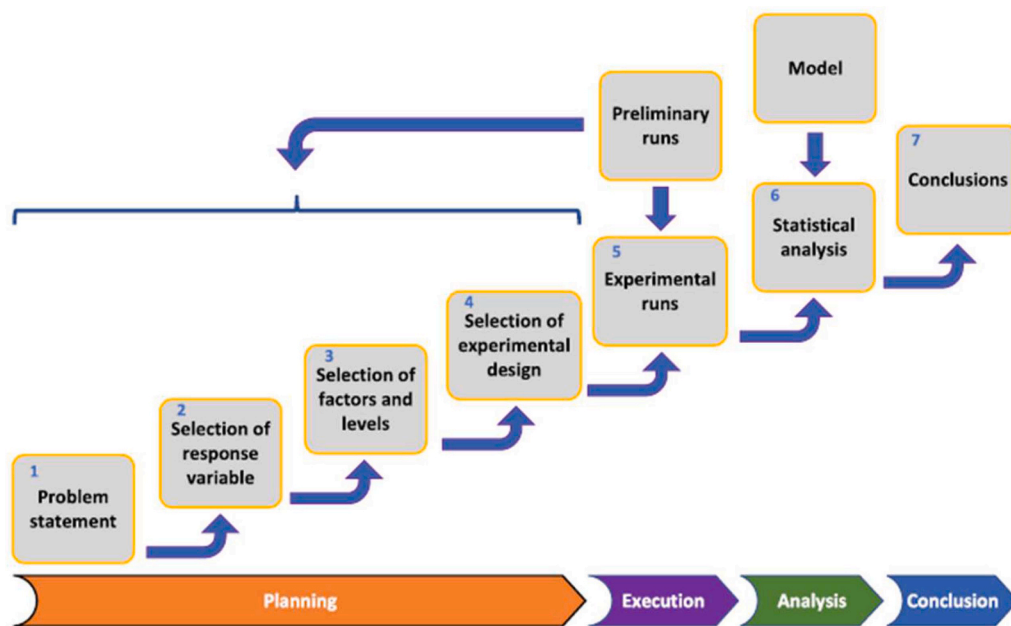 Model
Preliminary
runs
7
Conclusions
6
Statistical
analysis
5
Experimental
runs
4
Selection of
experimental
design
3
Selection of
factors and
levels
2
Selection of
response
variable
1
Problem
statement
Planning
Execution
Analysis
Conclusion